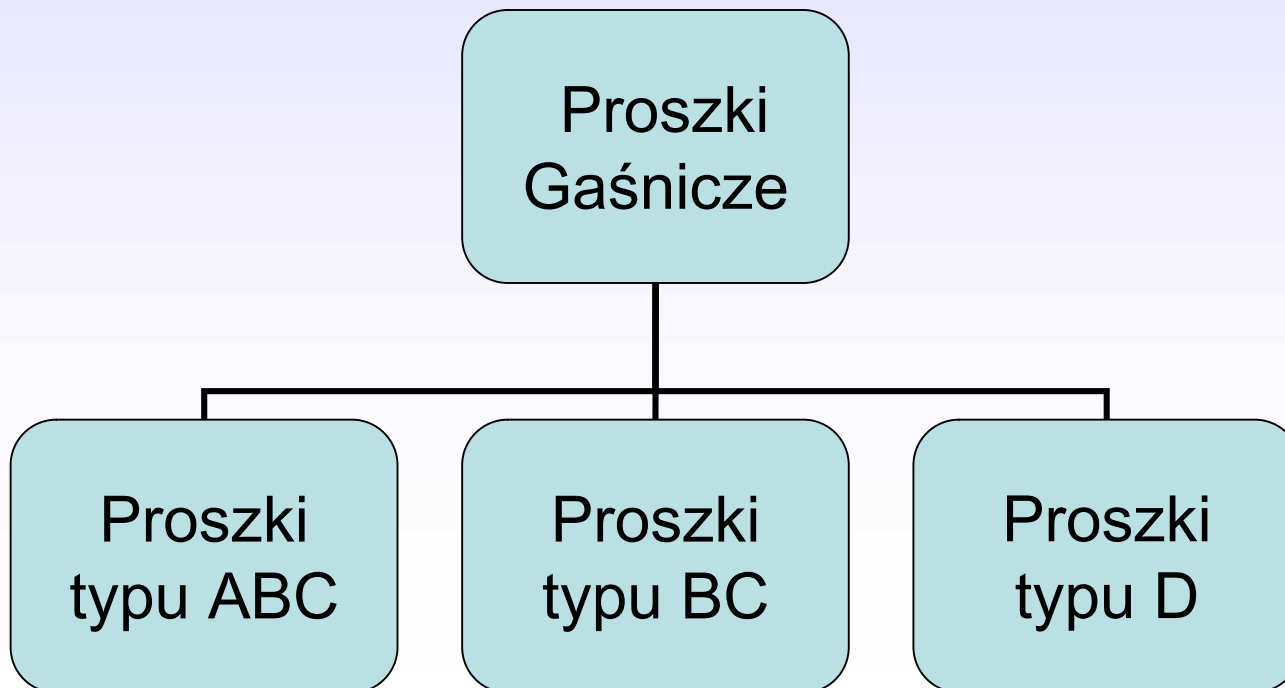 Proszki
Gaśnicze
Proszki
typu ABC
Proszki
typu BC
Proszki
typu D